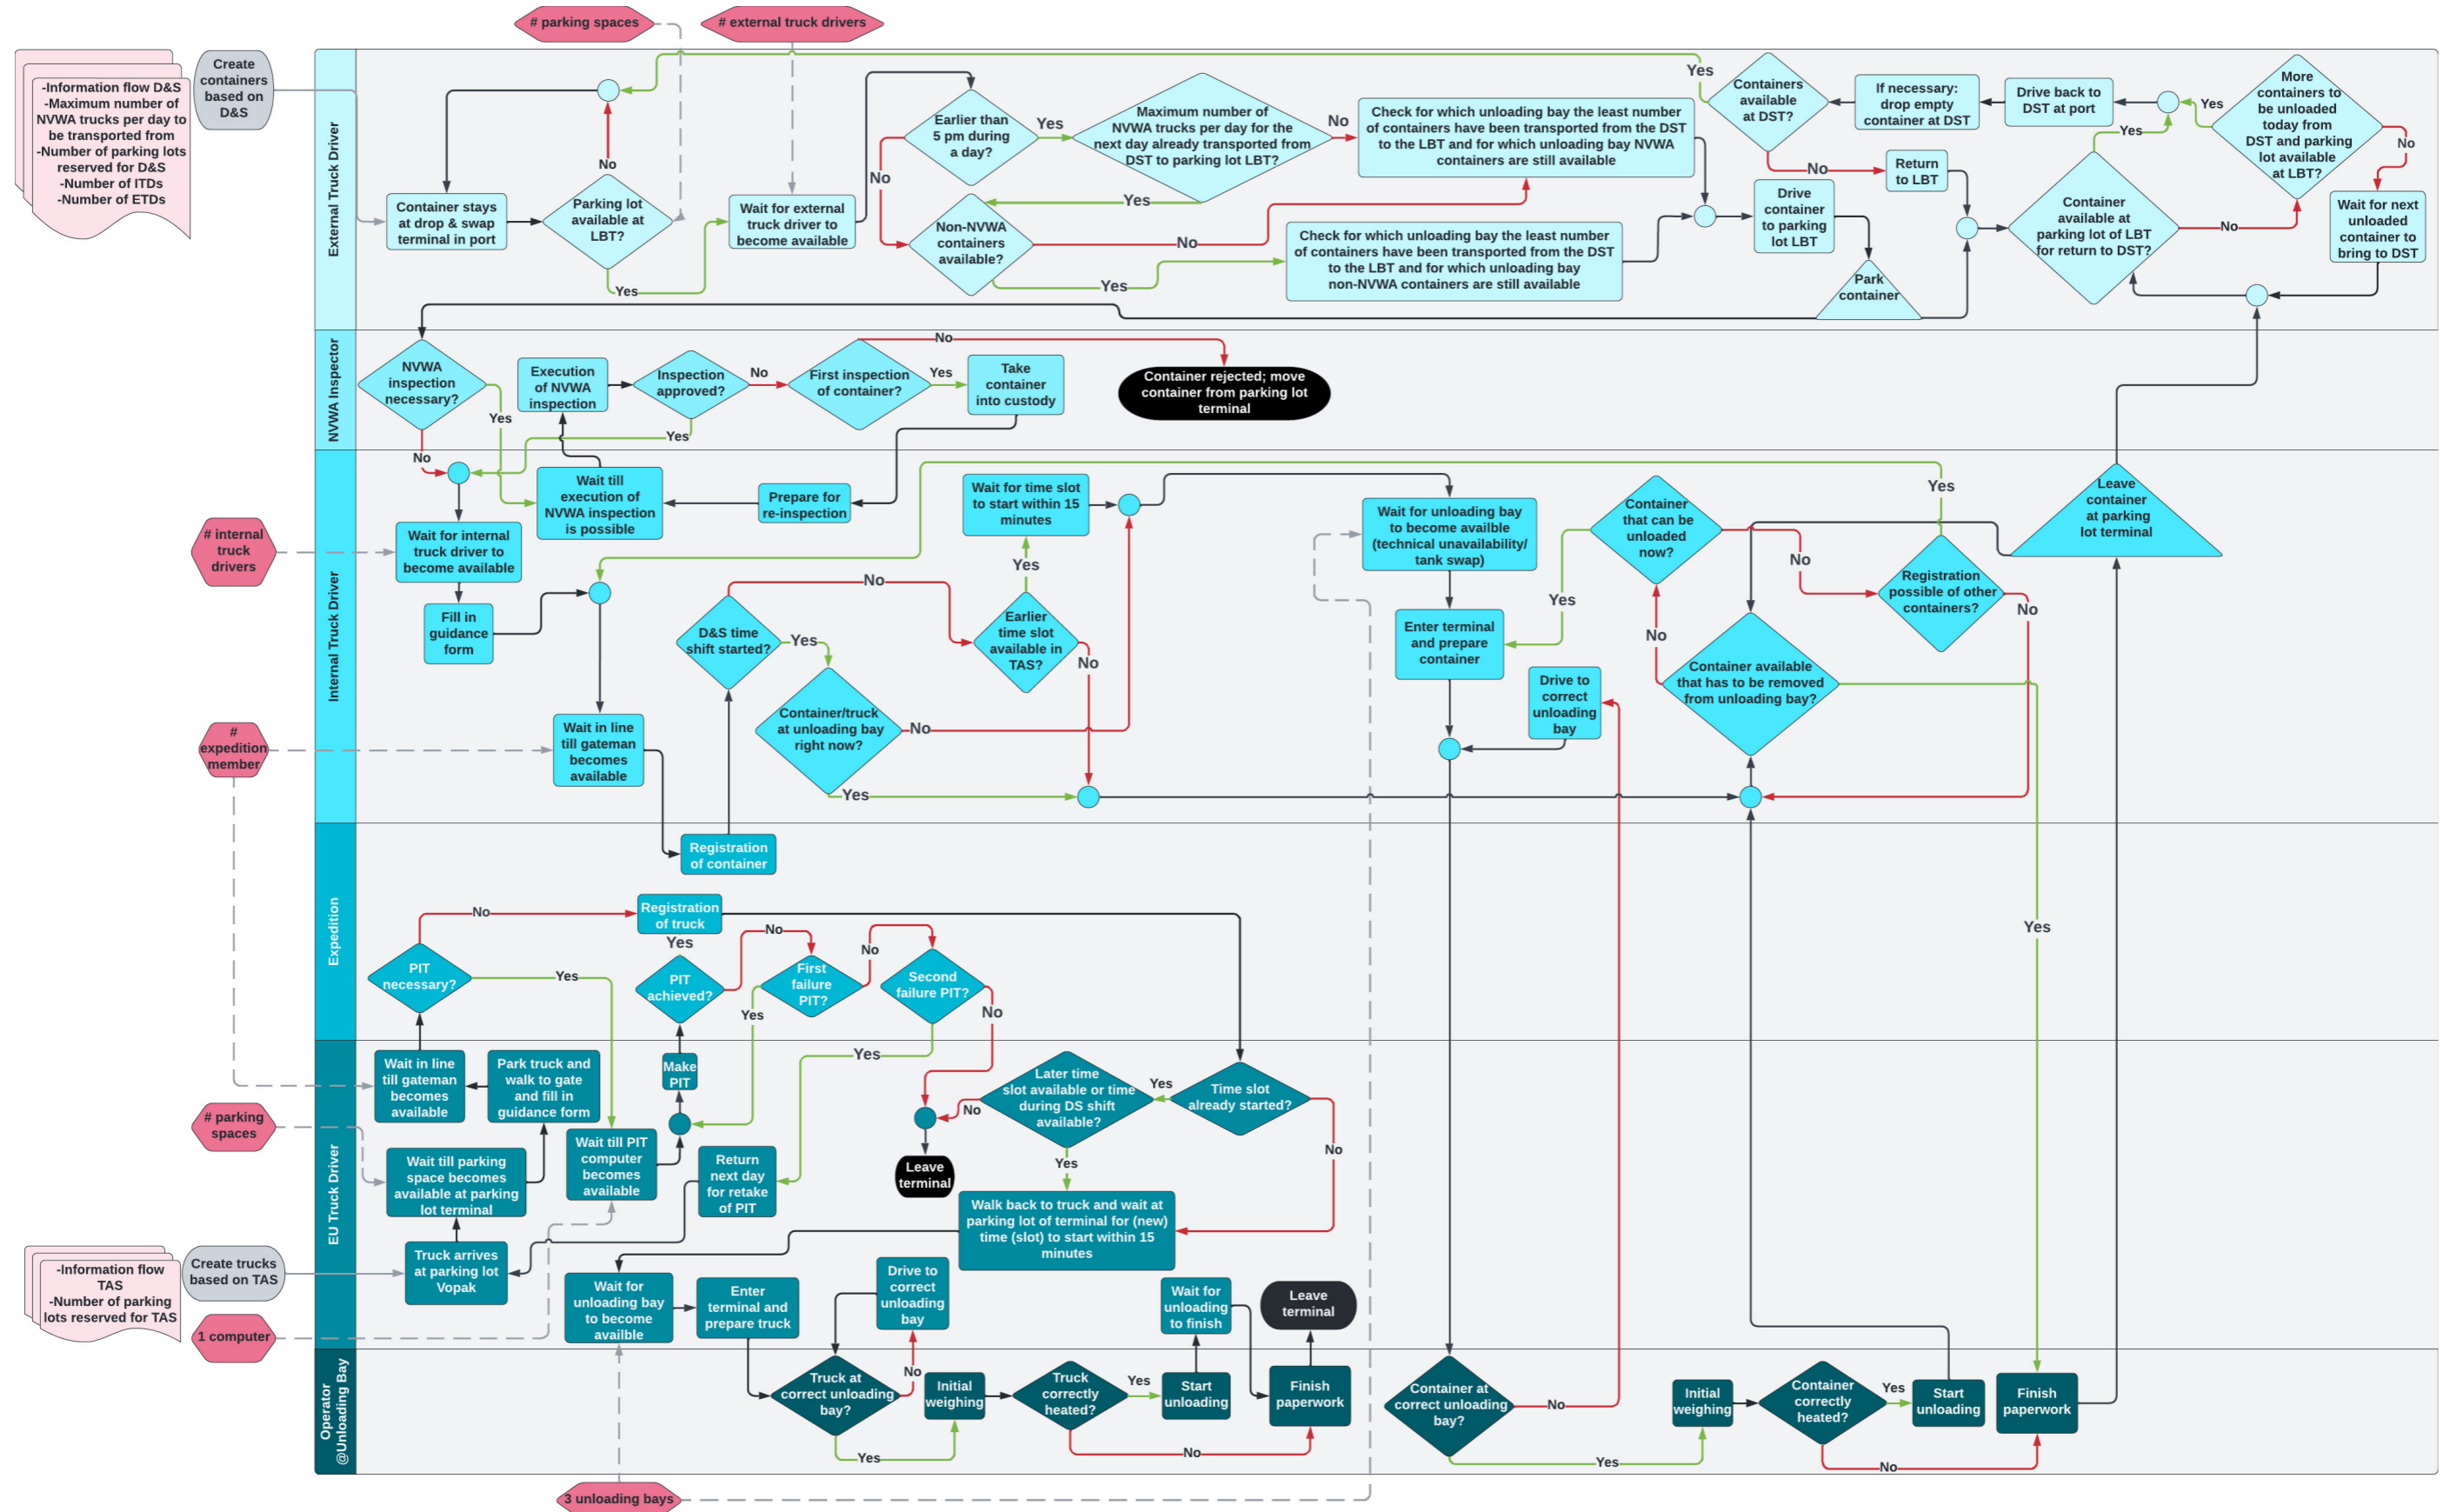 # parking spaces
# external truck drivers
-Information flow D&S
-Maximum number of
NVWA trucks per day to
be transported from
-Number of parking lots
reserved for D&S
-Number of ITDs
-Number of ETDs
Create
containers
based on
D&S
External Truck Driver
Container stays
at drop & swap
terminal in port
No
Parking lot
available at
LBT?
Yes
Wait for external
truck driver to
become available
Earlier than
5 pm during
a day?
Yes
No
Maximum number of
NVWA trucks per day for the
next day already transported from
DST to parking lot LBT?
No
Yes
Non-NVWA
containers
available?
No
Yes
Check for which unloading bay the least number
of containers have been transported from the DST
to the LBT and for which unloading bay NVWA
containers are still available
Check for which unloading bay the least number
of containers have been transported from the DST
to the LBT and for which unloading bay
non-NVWA containers are still available
Yes
Containers
available
at DST?
No
If necessary:
drop empty
container at DST
Drive back to
DST at port
Return
to LBT
Drive
container
to parking
lot LBT
Park
container
Yes
Container
available at
parking lot of LBT
for return to DST?
No
Yes
More
containers to
be unloaded
today from
DST and parking
lot available
at LBT?
No
Wait for next
unloaded
container to
bring to DST
NVWA Inspector
NVWA
inspection
necessary?
Yes
No
Execution
of NVWA
inspection
Inspection
approved?
No
Yes
First inspection
of container?
No
Yes
Take
container
into custody
Container rejected; move
container from parking lot
terminal
Internal Truck Driver
# internal
truck
drivers
Wait for internal
truck driver to
become available
Fill in
guidance
form
Wait till
execution of
NVWA inspection
is possible
Prepare for
re-inspection
Wait for time slot
to start within 15
minutes
Yes
D&S time
shift started?
No
Yes
Earlier
time slot
available in
TAS?
No
Container/truck
at unloading bay
right now?
No
Yes
Wait in line
till gateman
becomes
available
#
expedition
member
Wait for unloading bay
to become availble
(technical unavailability/
tank swap)
Enter terminal
and prepare
container
Yes
Container
that can be
unloaded
now?
No
Yes
Registration
possible of other
containers?
No
No
Container available
that has to be removed
from unloading bay?
Yes
Drive to
correct
unloading
bay
Leave
container
at parking
lot terminal
Expedition
Registration
of container
Registration
of truck
No
PIT
necessary?
Yes
Yes
PIT
achieved?
No
First
failure
PIT?
No
Yes
Second
failure PIT?
No
Yes
EU Truck Driver
Wait in line
till gateman
becomes
available
Park truck and
walk to gate
and fill in
guidance form
Make
PIT
# parking
spaces
Wait till parking
space becomes
available at parking
lot terminal
Wait till PIT
computer
becomes
available
Return
next day
for retake
of PIT
Leave
terminal
No
Later time
slot available or time
during DS shift
available?
Yes
Yes
Time slot
already started?
No
Walk back to truck and wait at
parking lot of terminal for (new)
time (slot) to start within 15
minutes
-Information flow
TAS
-Number of parking
lots reserved for TAS
Create trucks
based on TAS
Truck arrives
at parking lot
Vopak
1 computer
Wait for
unloading bay
to become
availble
Enter
terminal and
prepare truck
Drive to
correct
unloading
bay
Wait for
unloading
to finish
Leave
terminal
Operator
@Unloading Bay
Truck at
correct unloading
bay?
No
Yes
Initial
weighing
Truck
correctly
heated?
Yes
No
Start
unloading
Finish
paperwork
Container at
correct unloading
bay?
No
Yes
Initial
weighing
Container
correctly
heated?
Yes
No
Start
unloading
Finish
paperwork
3 unloading bays